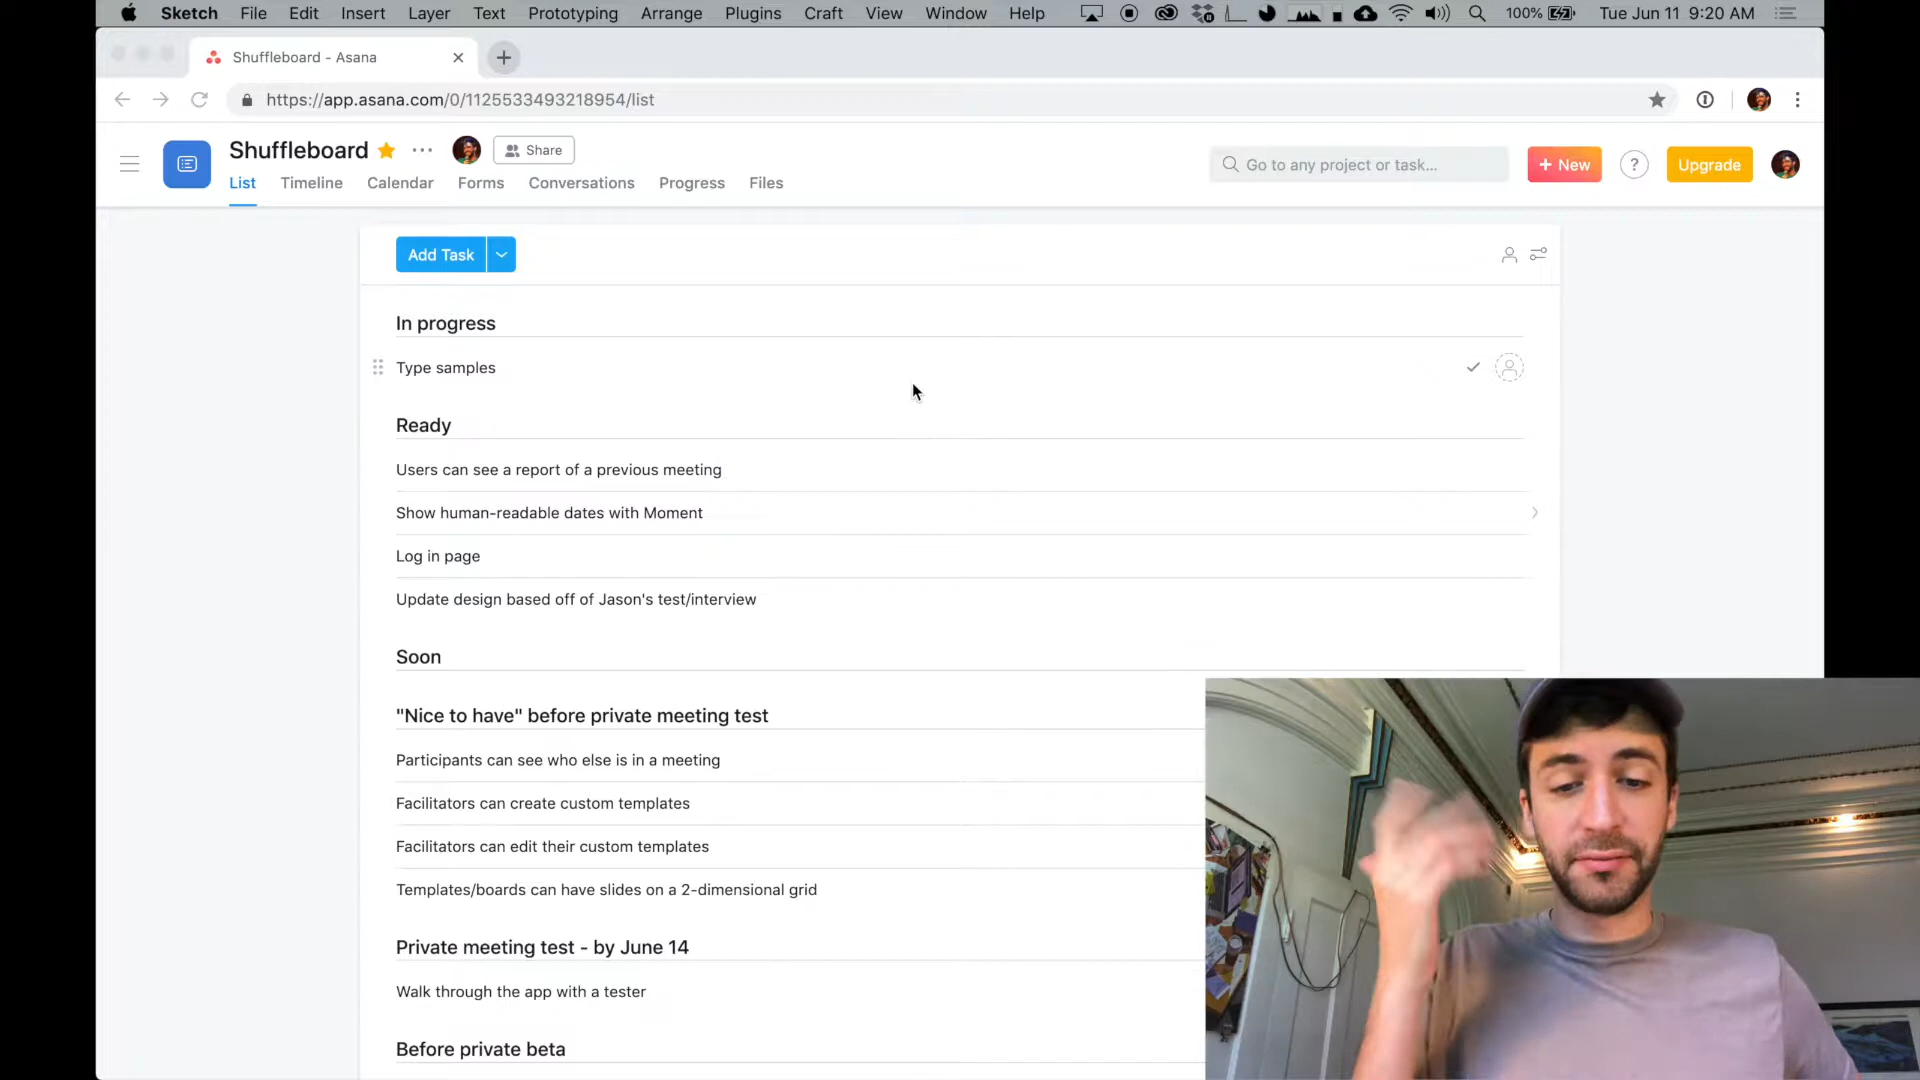 Sketch File Edit Insert Layer Text Prototyping Arrange Plugins Craft View Window Help 100% Tue Jun 11 9:20 AM
Shuffleboard - Asana
https://app.asana.com/0/1125533493218954/list
Shuffleboard Share
Go to any project or task... + New ? Upgrade
List Timeline Calendar Forms Conversations Progress Files
Add Task
In progress
Type samples
Ready
Users can see a report of a previous meeting
Show human-readable dates with Moment
Log in page
Update design based off of Jason's test/interview
Soon
"Nice to have" before private meeting test
Participants can see who else is in a meeting
Facilitators can create custom templates
Facilitators can edit their custom templates
Templates/boards can have slides on a 2-dimensional grid
Private meeting test - by June 14
Walk through the app with a tester
Before private beta